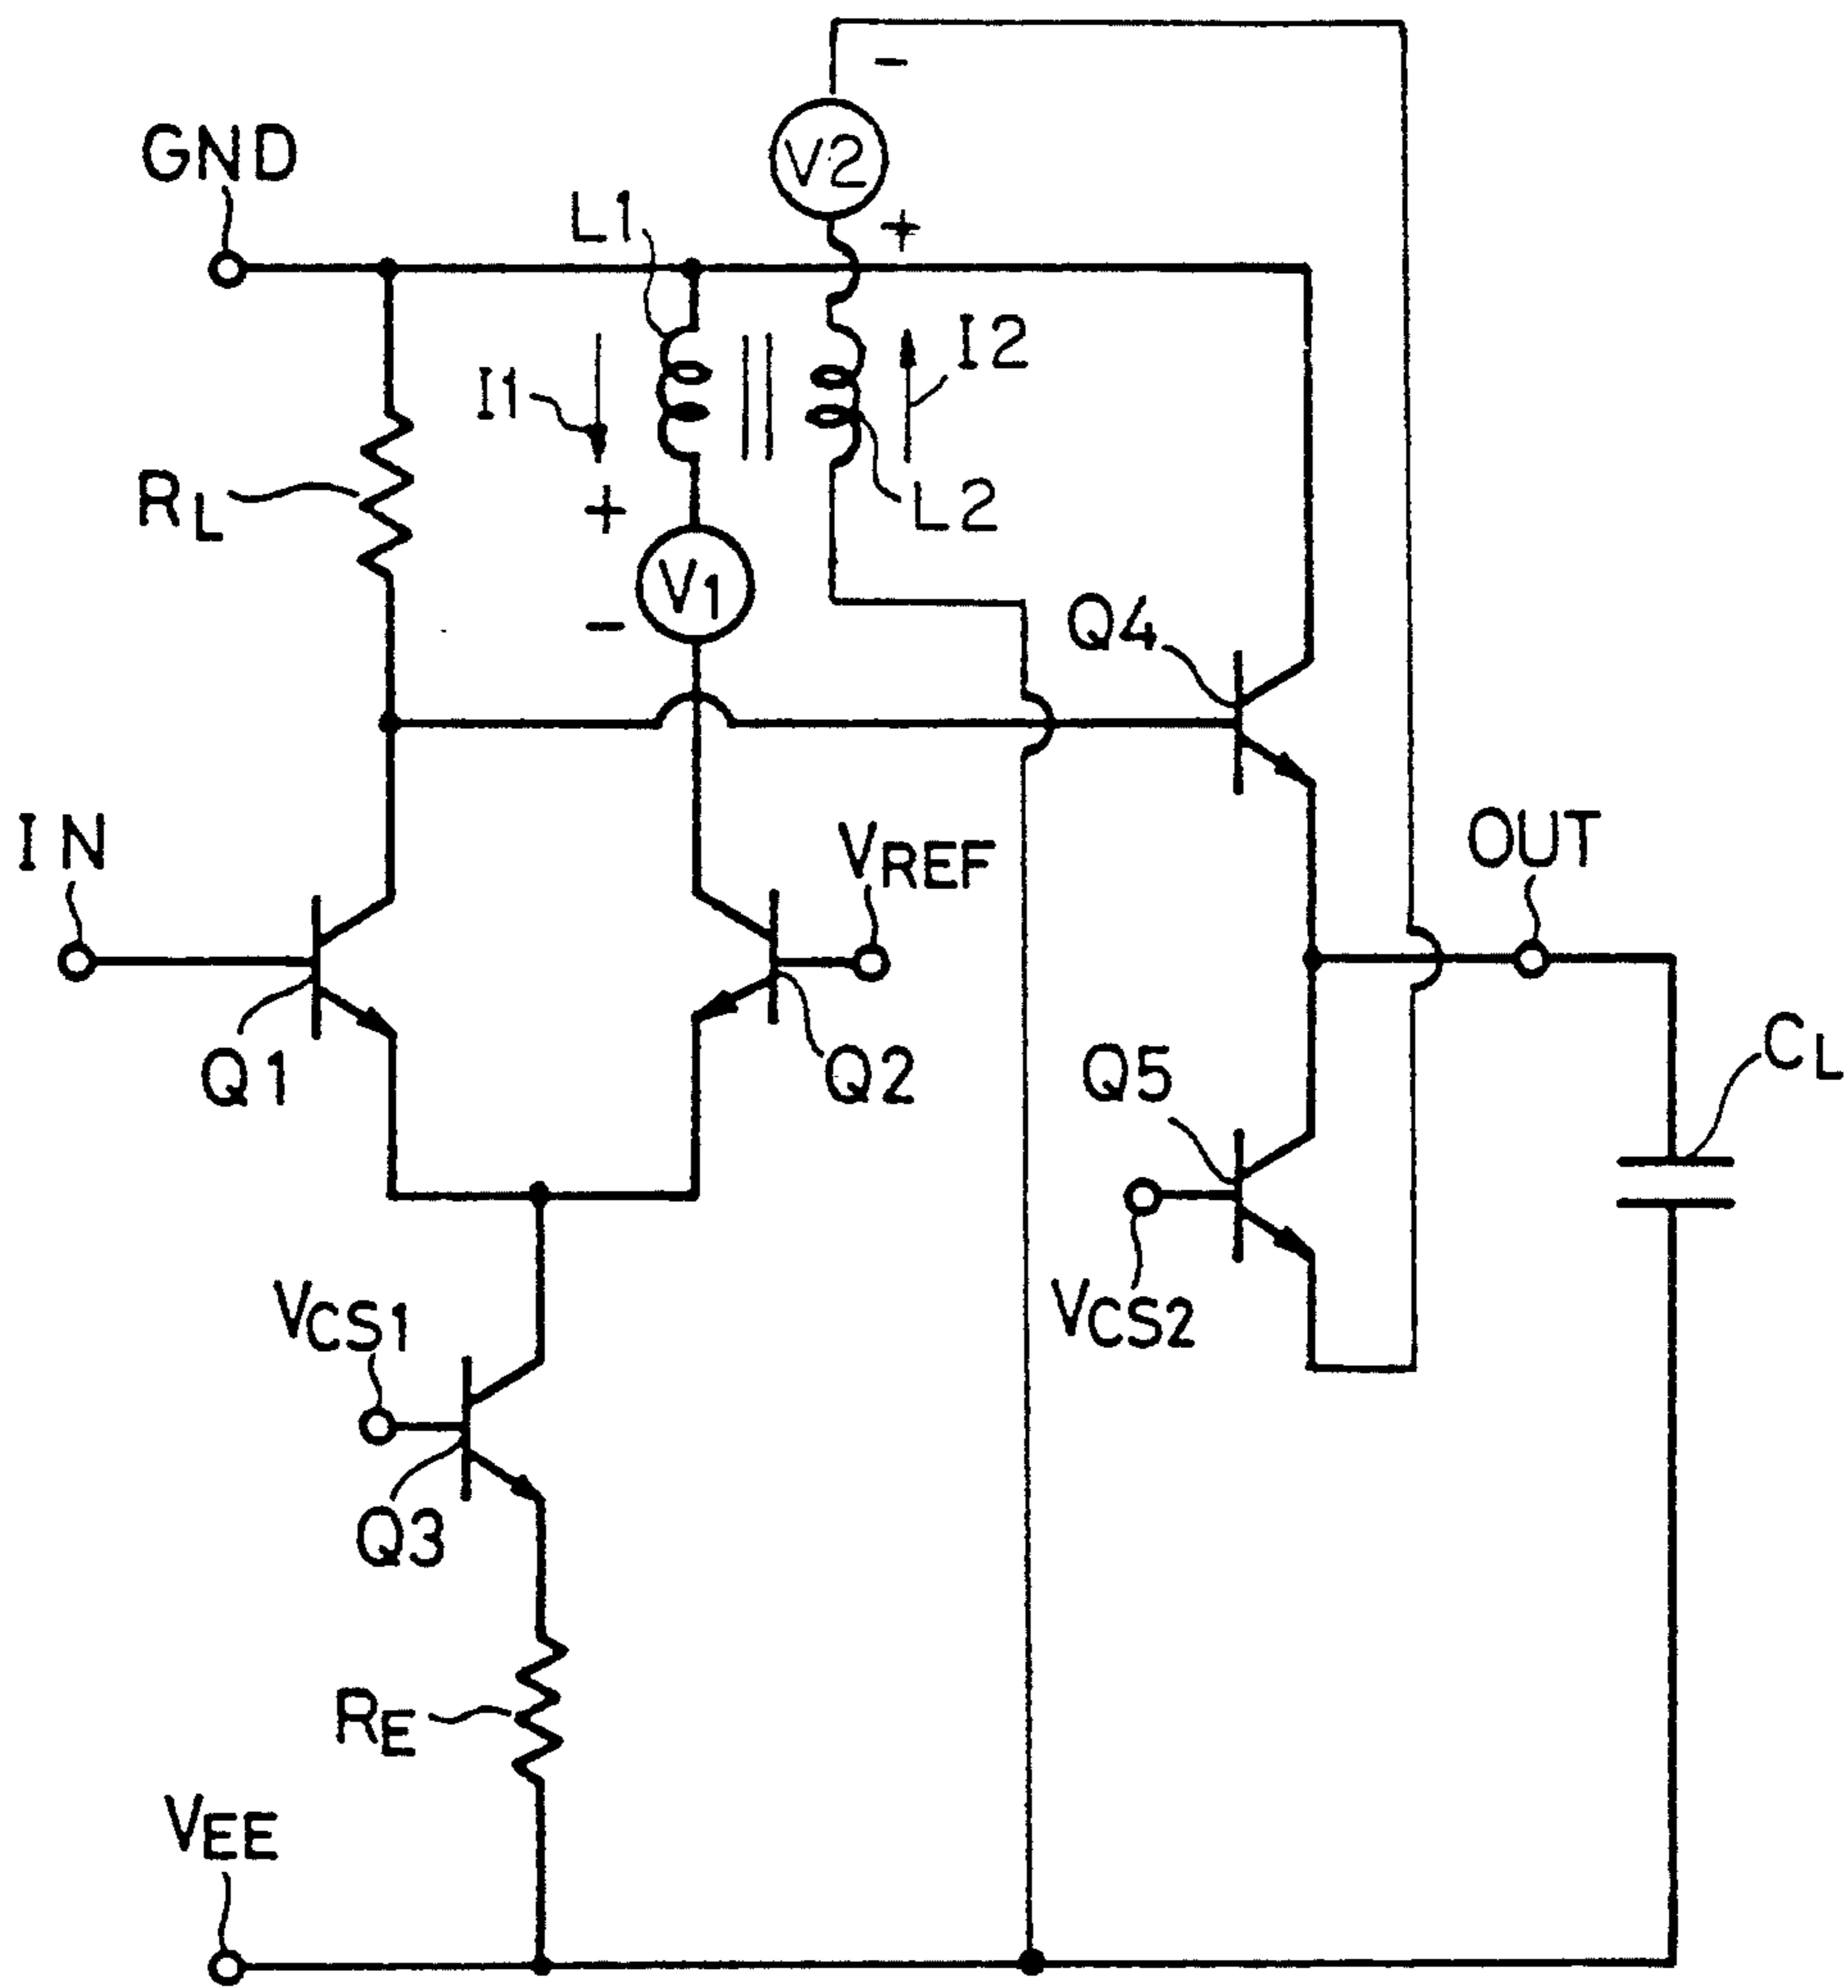 -
V2
GND
+
L1
I2
I1
RL
+
L2
V1
-
Q4
IN
VREF
OUT
Q1
Q2
Q5
CL
VCS1
VCS2
Q3
RE
VEE